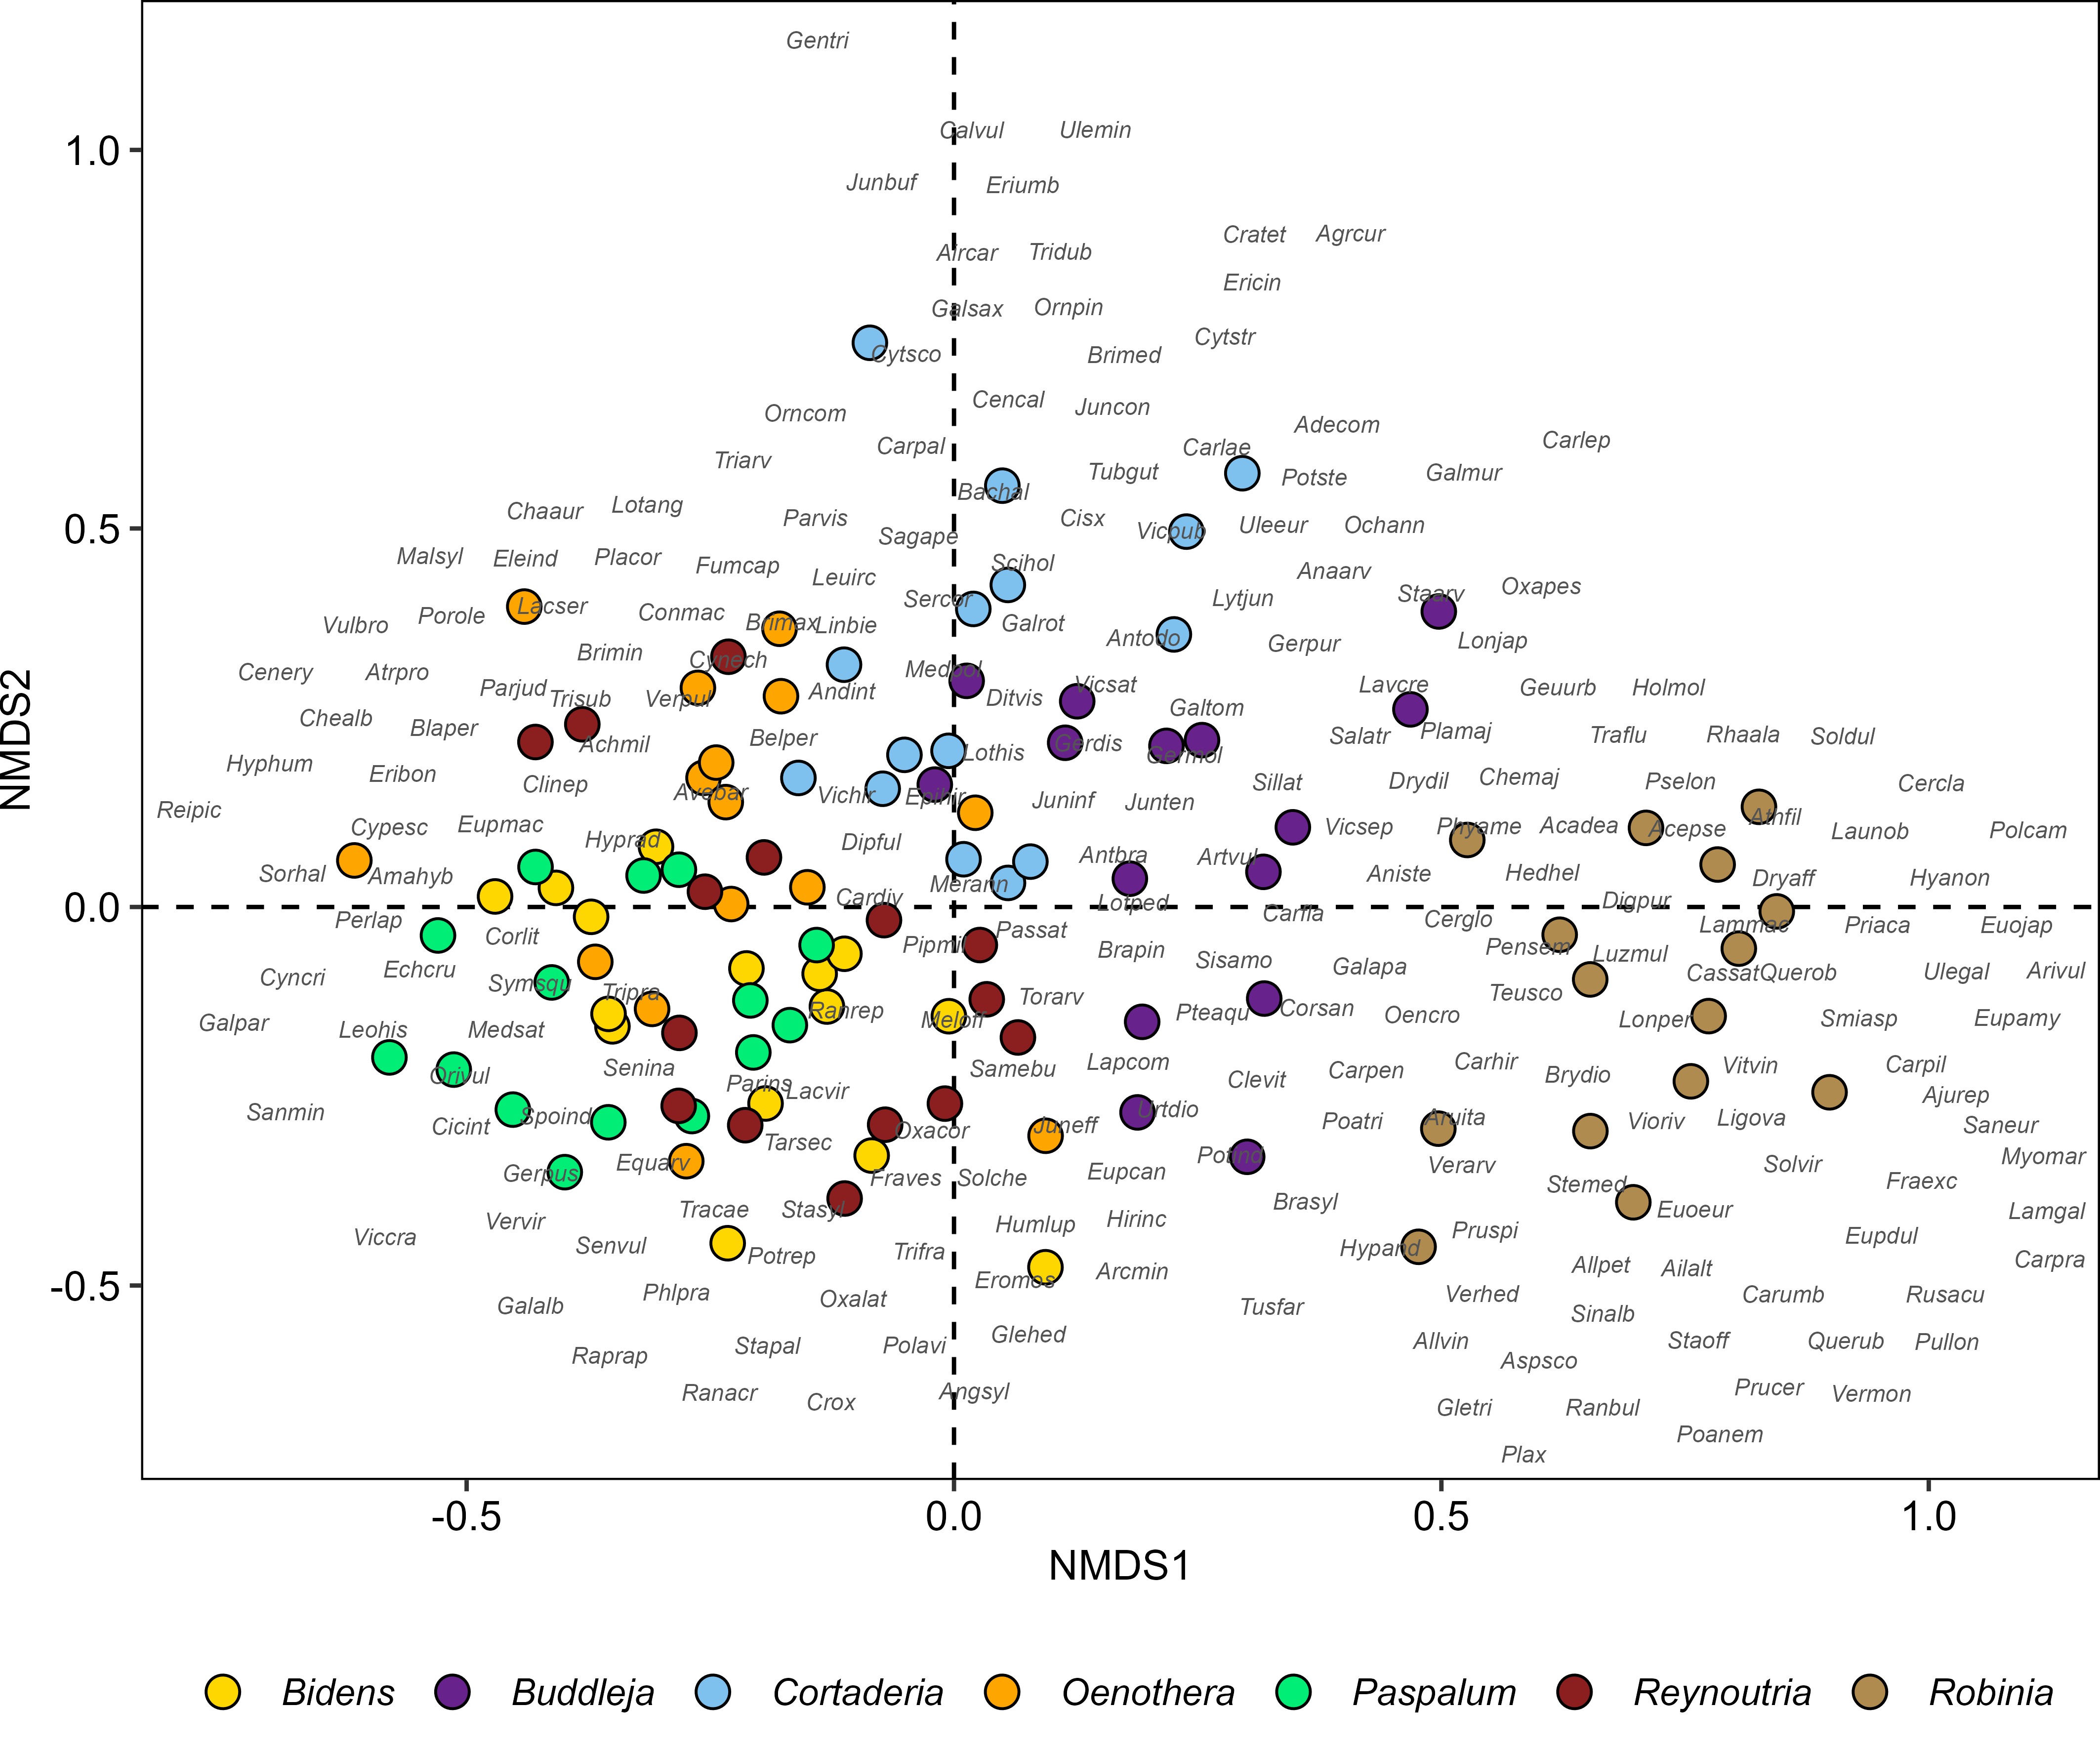 Gentri
Calvul Ulemin
1.0
Junbuf Eriumb
Cratet Agrcur
Aircar Tridub
Ericin
Galsax Ornpin
Cytstr
Cytsco Brimed
Cencal Juncon
Orncom Adecom
Carpal Carlae Carlep
Triarv Tubgut Potste Galmur
Bachal
Chaaur Lotang Parvis Cisx
0.5 Sagape Vicpub Uleeur Ochann
Malsyl Eleind Placor Fumcap Scihol
Leuirc Anaarv
Lacser Conmac Sercor Lytjun Staarv Oxapes
Vulbro Porole Brimax Linbie Galrot
Antodo Gerpur Lonjap
Brimin Cynech
Cenery Atrpro Medpol
Parjud Trisub Verpul Andint Ditvis Vicsat Lavcre Geuurb Holmol
Chealb Blaper Galtom
Achmil Belper Gerdis Salatr Plamaj Traflu Rhaala Soldul
NMDS2
Hyphum Eribon Lothis Germol
Clinep Avebar Vichir Epihir Sillat Drydil Chemaj Pselon Cercla
Reipic Juninf Junten
Cypesc Eupmac Hyprad Dipful Vicsep Phyame Acadea Acepse Athfil Launob Polcam
Antbra Artvul
Sorhal Amahyb Merann Aniste Hedhel Dryaff Hyanon
Cardiv Lotped Digpur
0.0
Perlap Corlit Pipmil Passat Carfla Cerglo Lammac Priaca Euojap
Echcru Brapin Sisamo Galapa Pensem Luzmul
Cyncri Symsqu Tripra Teusco Cassat Querob Ulegal Arivul
Galpar Leohis Medsat Ranrep Meloff Torarv Pteaqu Corsan Oencro Lonper Smiasp Eupamy
Orivul Senina Parins Lacvir Samebu Lapcom Clevit Carpen Carhir Brydio Vitvin Carpil
Sanmin Cicint Spoind Urtdio Poatri Aruita Vioriv Ligova Ajurep
Tarsec Oxacor Juneff Saneur
Gerpus Equarv Fraves Solche Eupcan Potind Verarv Solvir Myomar
Viccra Vervir Tracae Stasyl Humlup Hirinc Brasyl Pruspi Stemed Euoeur Fraexc Lamgal
Senvul Potrep Trifra Hypand Eupdul
-0.5 Eromos Arcmin Allpet Ailalt Carpra
Galalb Phlpra Oxalat Tusfar Verhed Sinalb Carumb Rusacu
Raprap Stapal Polavi Glehed Allvin Aspsco Staoff Querub Pullon
Ranacr Crox Angsyl Gletri Ranbul Prucer Vermon
Poanem
Plax
-0.5 0.0 0.5 1.0
NMDS1
Bidens Buddleja Cortaderia Oenothera Paspalum Reynoutria Robinia